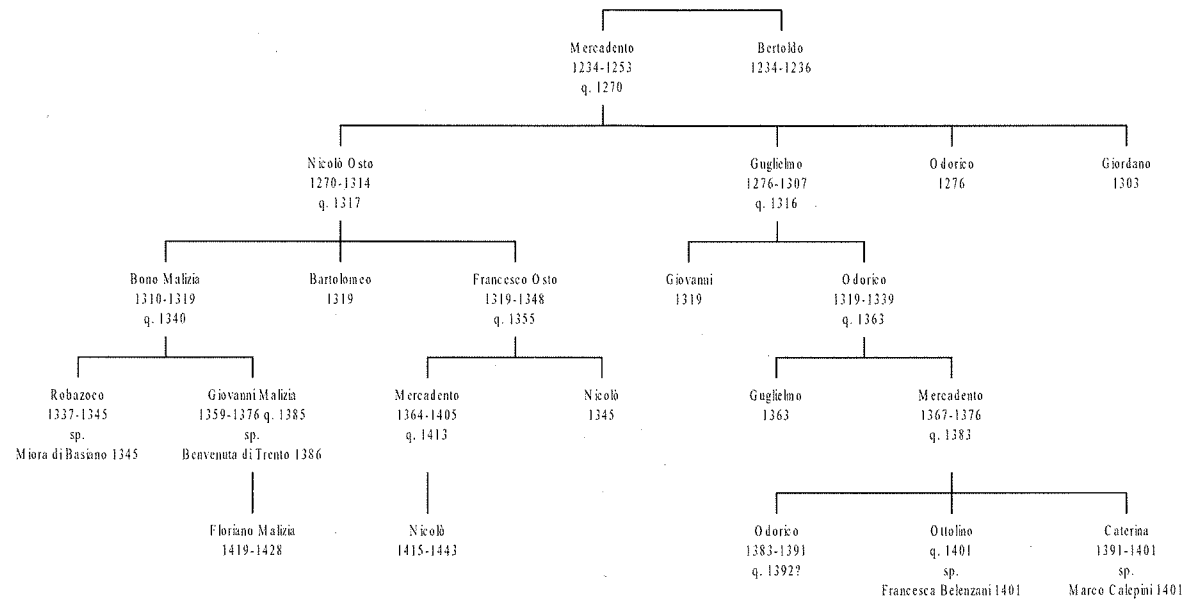 Mercadento
1234-1253
q. 1270
Bertoldo
1234-1236
Nicolò Osto
1270-1314
q. 1317
Guglielmo
1276-1307
q. 1316
Odorico
1276
Giordano
1303
Bono Malizia
1310-1319
q. 1340
Bartolomeo
1319
Francesco Osto
1319-1348
q. 1355
Giovanni
1319
Odorico
1319-1339
q. 1363
Robazoco
1337-1345
sp.
Miora di Basiano 1345
Giovanni Malizia
1359-1376 q. 1385
sp.
Benvenuta di Trento 1386
Mercadento
1364-1405
q. 1413
Nicolò
1345
Guglielmo
1363
Mercadento
1367-1376
q. 1383
Floriano Malizia
1419-1428
Nicolò
1415-1443
Odorico
1383-1391
q. 1392?
Ottolino
q. 1401
sp.
Francesca Belenzani 1401
Caterina
1391-1401
sp.
Marco Calepini 1401